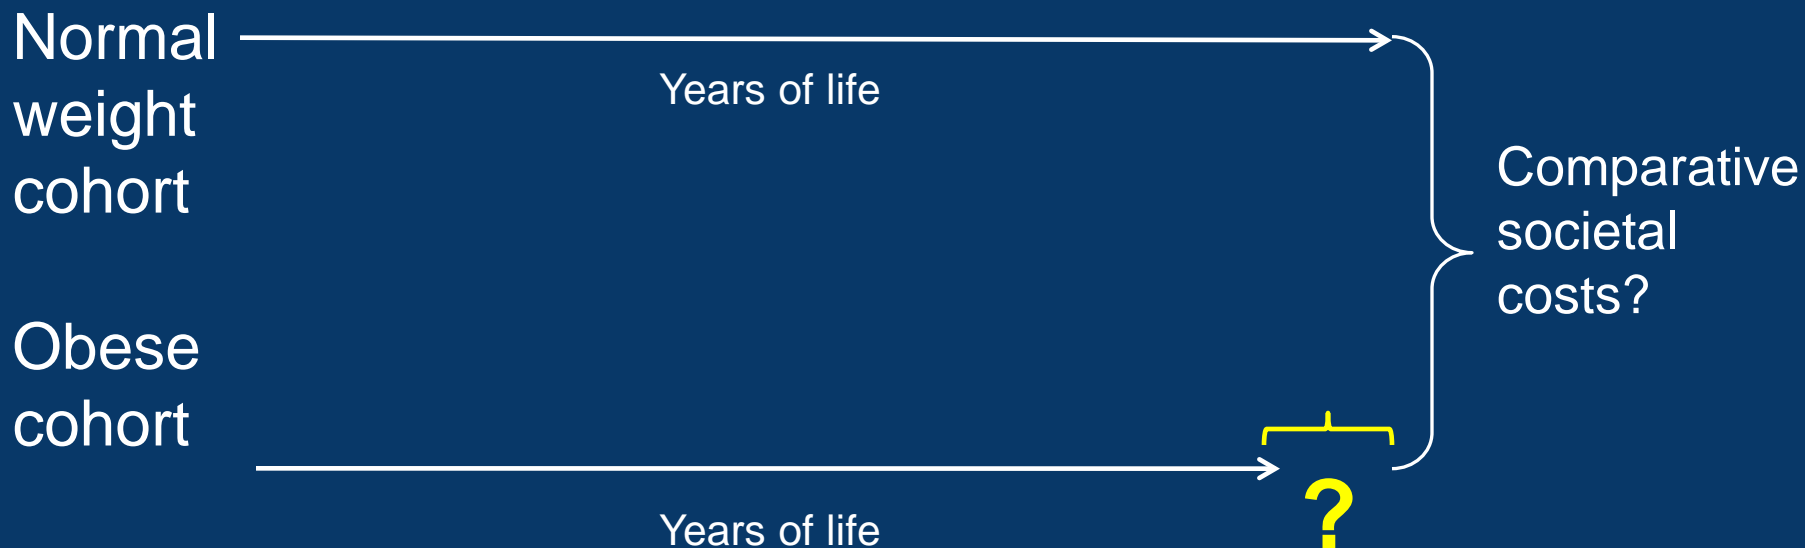 Normal
weight
cohort
Years of life
Comparative
societal
costs?
Obese
cohort
?
Years of life